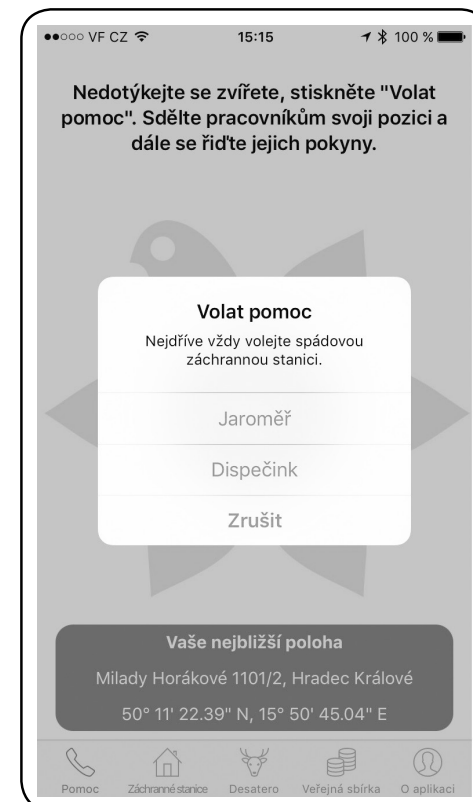 VF CZ 15:15 100 %
Nedotýkejte se zvířete, stiskněte "Volat
pomoc". Sdělte pracovníkům svoji pozici a
dále se řiďte jejich pokyny.
Volat pomoc
Nejdříve vždy volejte spádovou
záchrannou stanici.
Jaroměř
Dispečink
Zrušit
Vaše nejbližší poloha
Milady Horákové 1101/2, Hradec Králové
50° 11' 22.39" N, 15° 50' 45.04" E
Pomoc Záchranné stanice Desatero Veřejná sbírka O aplikaci